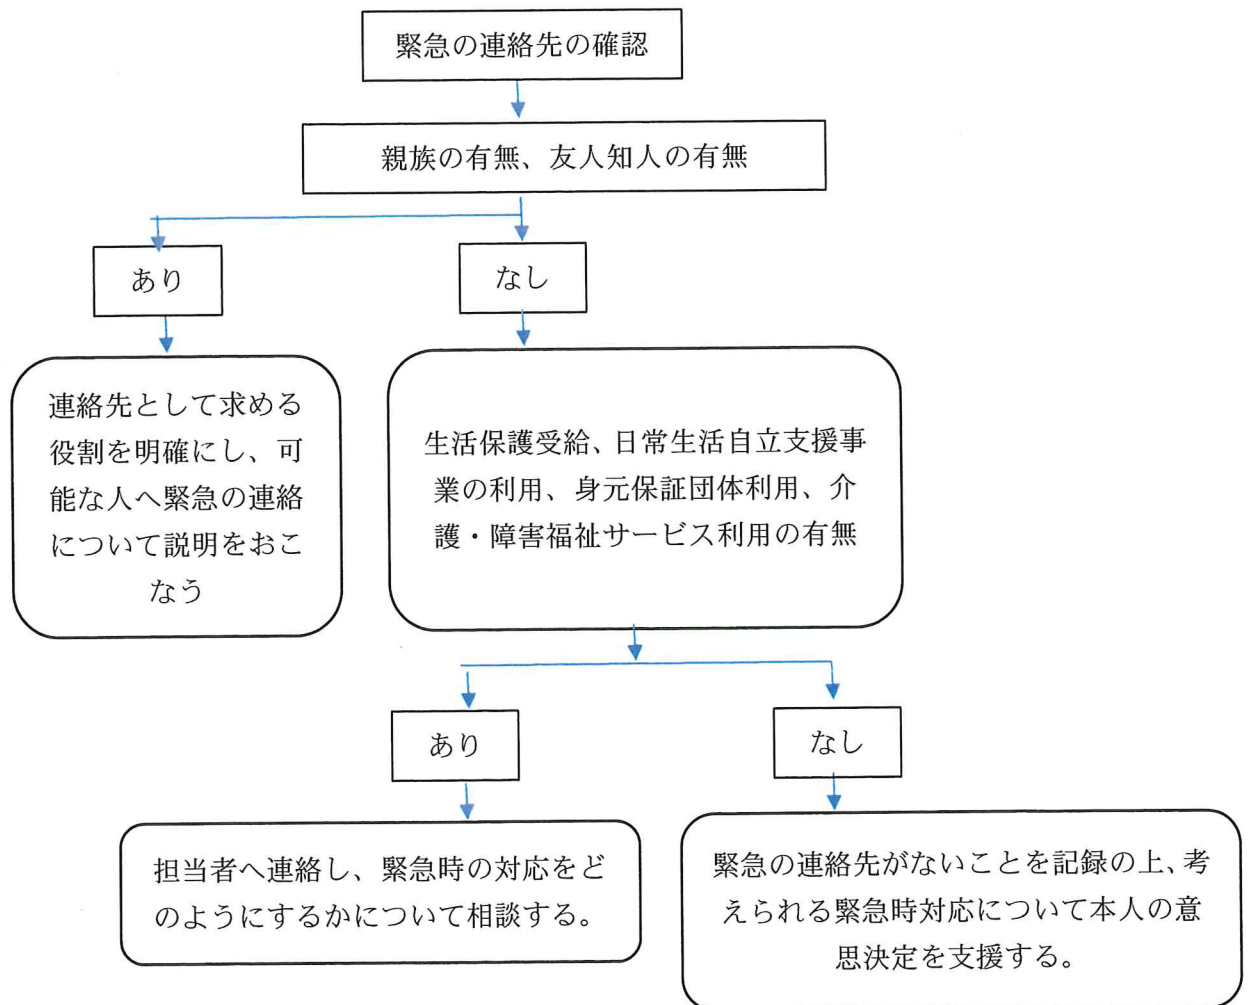 緊急の連絡先の確認
親族の有無、友人知人の有無
あり
なし
連絡先として求める
役割を明確にし、可
能な人へ緊急の連絡
について説明をおこ
なう
生活保護受給、日常生活自立支援事
業の利用、身元保証団体利用、介
護・障害福祉サービス利用の有無
あり
なし
担当者へ連絡し、緊急時の対応をど
のようにするかについて相談する。
緊急の連絡先がないことを記録の上、考
えられる緊急時対応について本人の意
思決定を支援する。